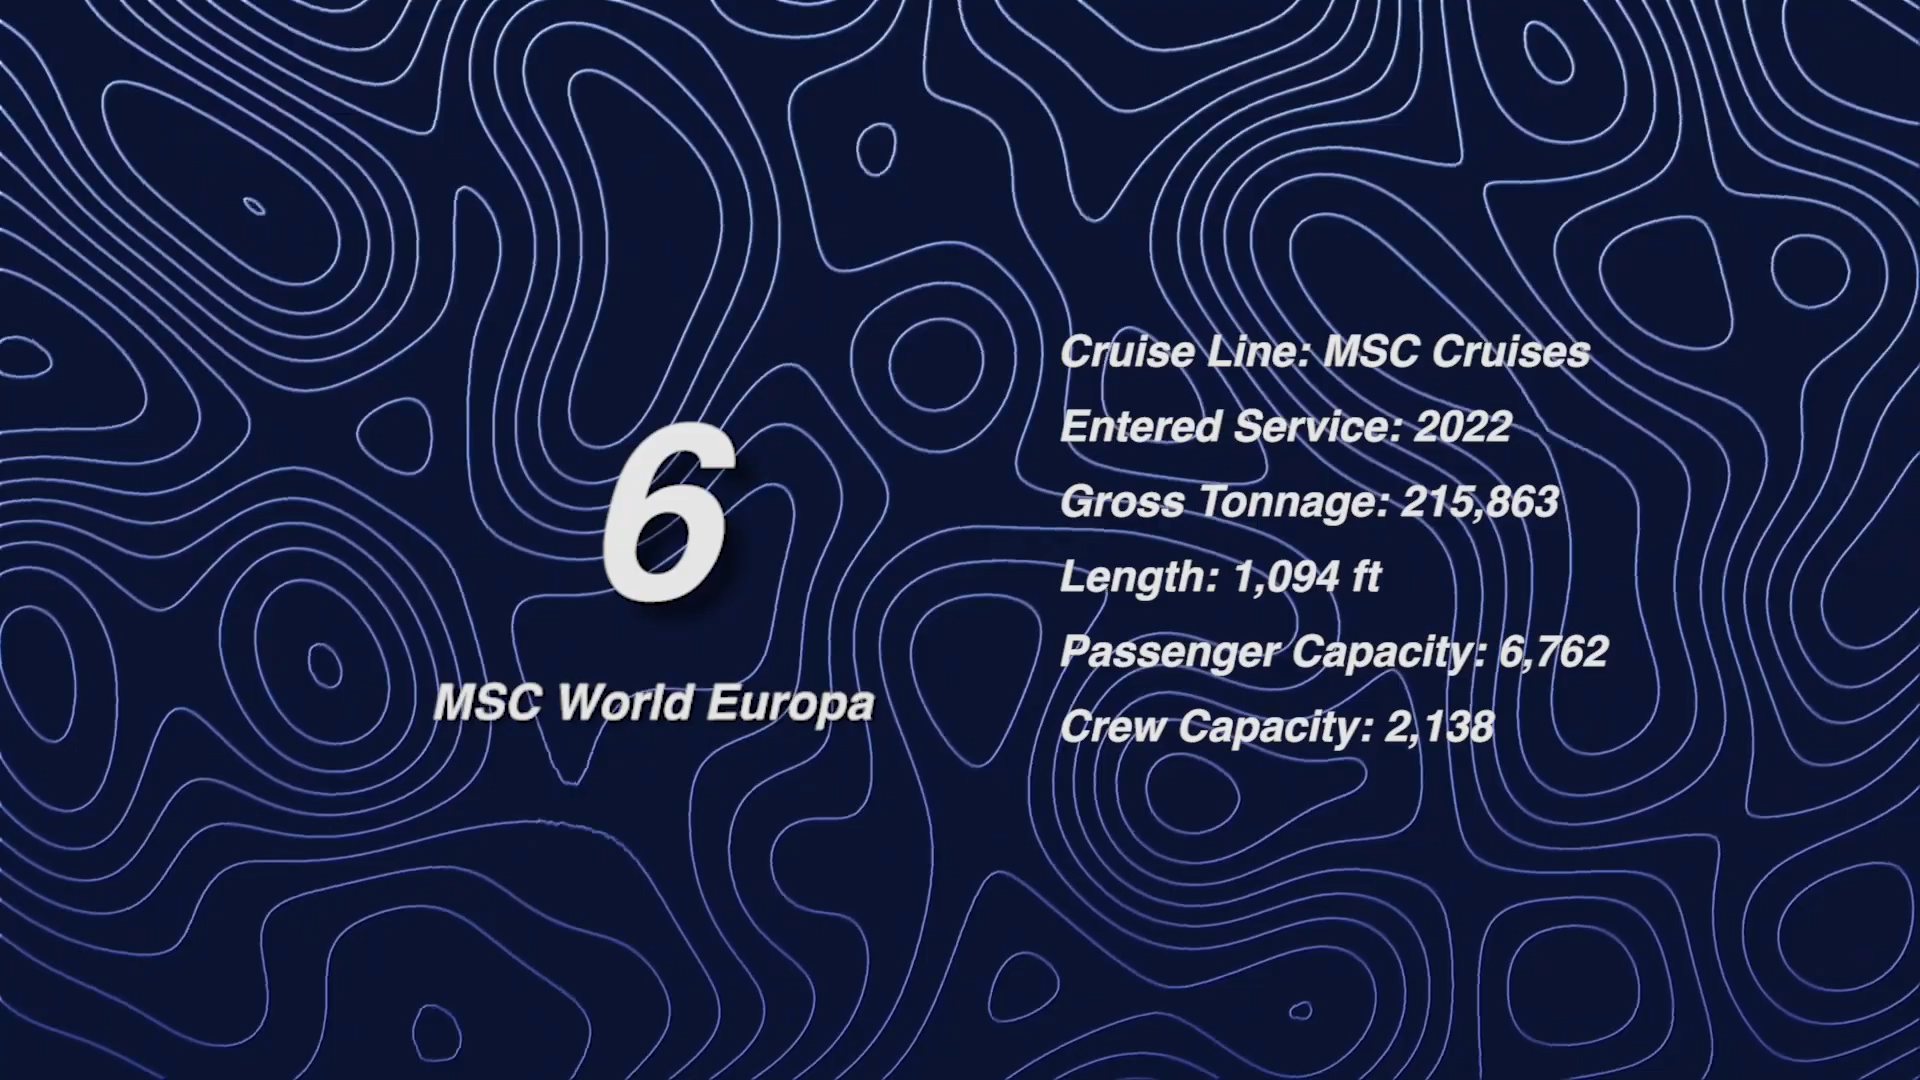 6
MSC World Europa
Cruise Line: MSC Cruises
Entered Service: 2022
Gross Tonnage: 215,863
Length: 1,094 ft
Passenger Capacity: 6,762
Crew Capacity: 2,138